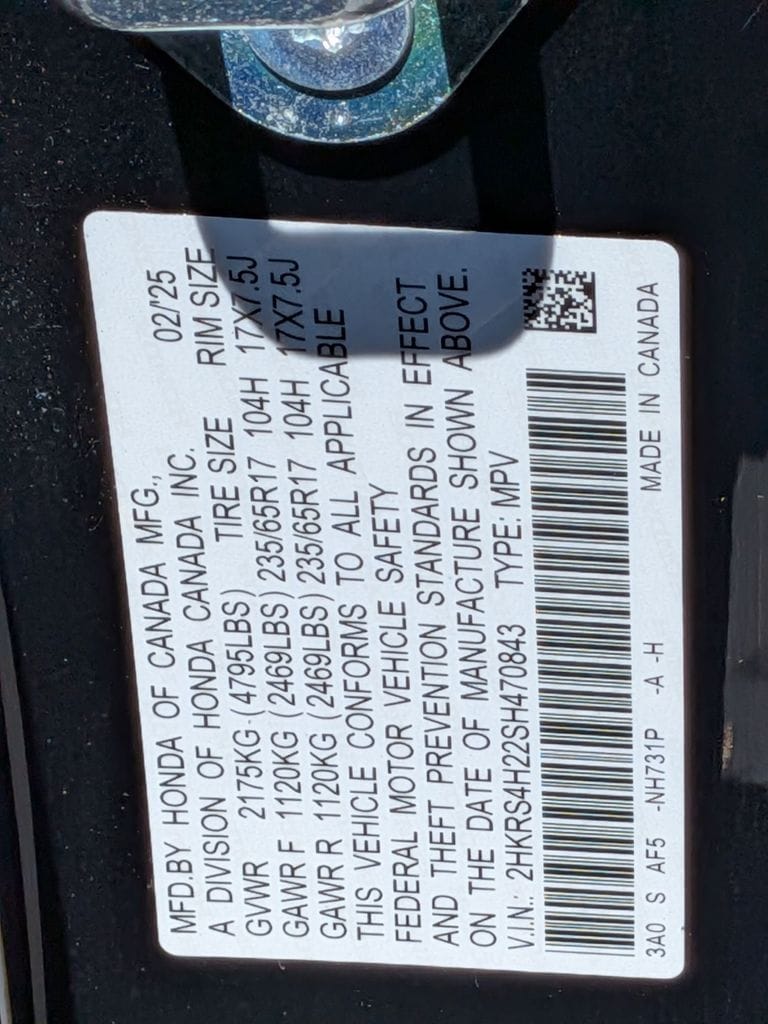 MFD.BY HONDA OF CANADA MFG., 02/'25
A DIVISION OF HONDA CANADA INC.
TIRE SIZE RIM SIZE
GVWR 2175KG (4795LBS)
GAWR F 1120KG (2469LBS) 235/65R17 104H 17X7.5J
GAWR R 1120KG (2469LBS) 235/65R17 104H 17X7.5J
THIS VEHICLE CONFORMS TO ALL APPLICABLE
FEDERAL MOTOR VEHICLE SAFETY
AND THEFT PREVENTION STANDARDS IN EFFECT
ON THE DATE OF MANUFACTURE SHOWN ABOVE.
V.I.N.: 2HKRS4H22SH470843 TYPE: MPV
3A0 S AF5 -NH731P -A -H MADE IN CANADA